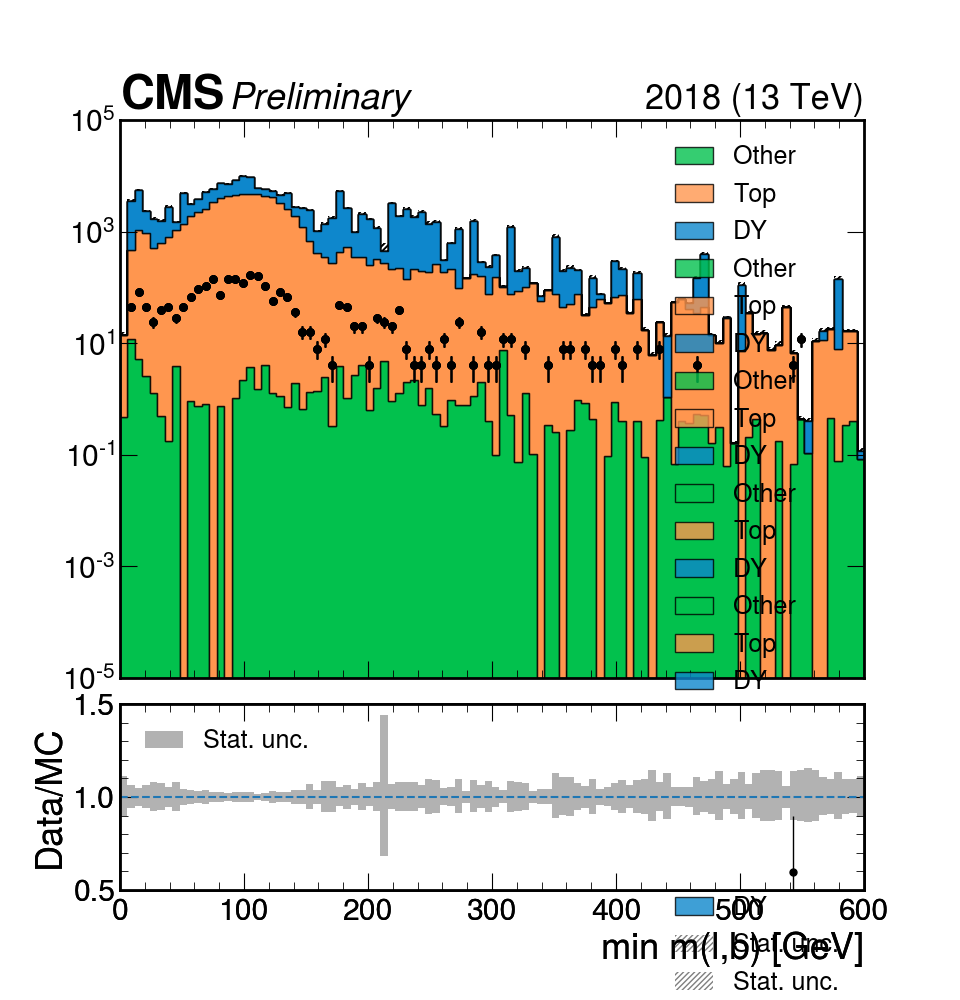 CMS Preliminary 2018 (13 TeV)
10^5
10^3
10^1
10^-1
10^-3
10^-5
Other
Top
DY
Other
Top
DY
Other
Top
DY
Other
Top
DY
Other
Top
DY
1.5
1.0
0.5
Data/MC
Stat. unc.
0 100 200 300 400 500 600
DY
min m(l,b) [GeV]
Stat. unc.
Stat. unc.